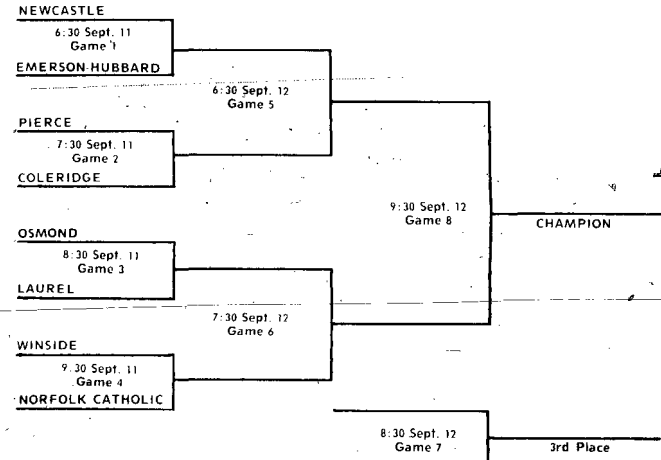 NEWCASTLE
6:30 Sept. 11
Game 1
EMERSON-HUBBARD
6:30 Sept. 12
Game 5
PIERCE
7:30 Sept. 11
Game 2
COLERIDGE
9:30 Sept. 12
Game 8
CHAMPION
OSMOND
8:30 Sept. 11
Game 3
LAUREL
7:30 Sept. 12
Game 6
WINSIDE
9:30 Sept. 11
Game 4
NORFOLK CATHOLIC
8:30 Sept. 12
Game 7
3rd Place